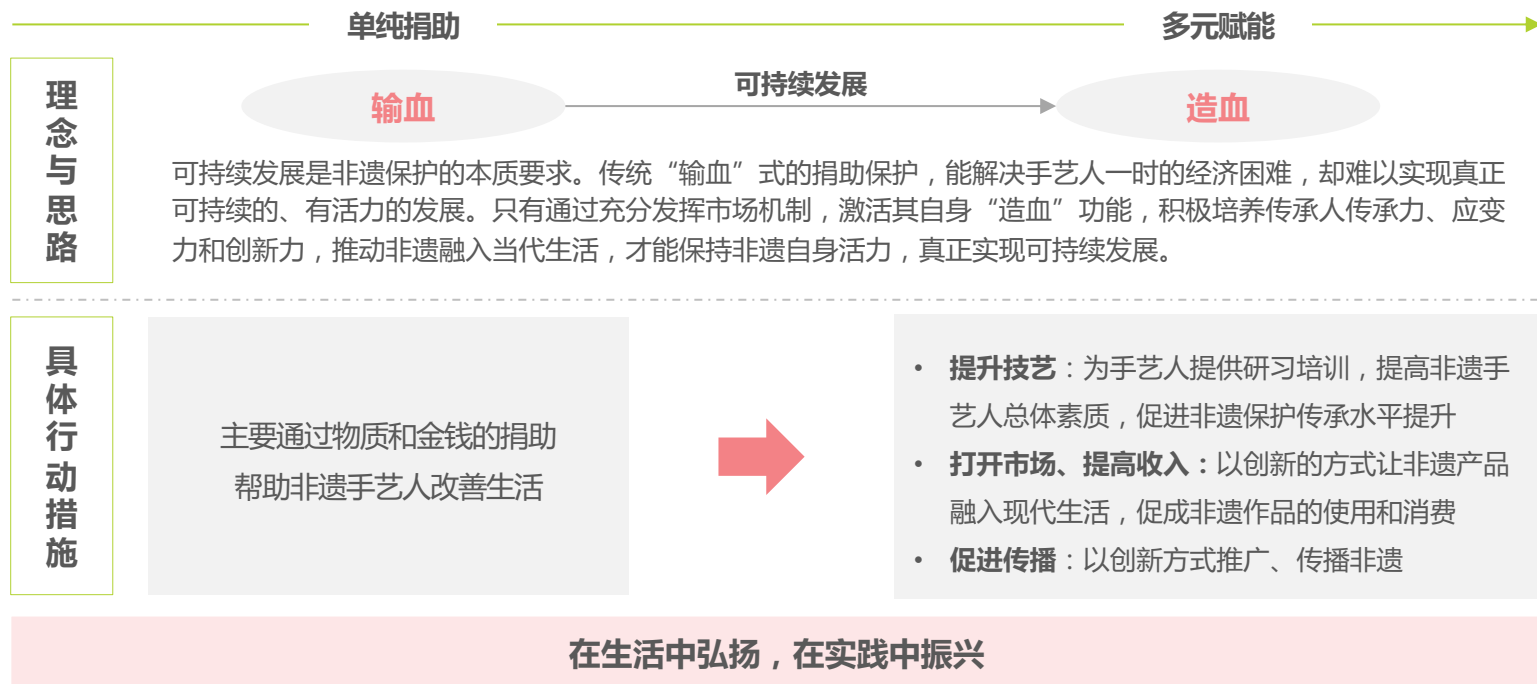 单纯捐助
多元赋能
理念与思路
输血
可持续发展
造血
可持续发展是非遗保护的本质要求。传统“输血”式的捐助保护，能解决手艺人一时的经济困难，却难以实现真正
可持续的、有活力的发展。只有通过充分发挥市场机制，激活其自身“造血”功能，积极培养传承人传承力、应变
力和创新力，推动非遗融入当代生活，才能保持非遗自身活力，真正实现可持续发展。
具体行动措施
主要通过物质和金钱的捐助
帮助非遗手艺人改善生活
• 提升技艺：为手艺人提供研习培训，提高非遗手
艺人总体素质，促进非遗保护传承水平提升
• 打开市场、提高收入：以创新的方式让非遗产品
融入现代生活，促成非遗作品的使用和消费
• 促进传播：以创新方式推广、传播非遗
在生活中弘扬，在实践中振兴